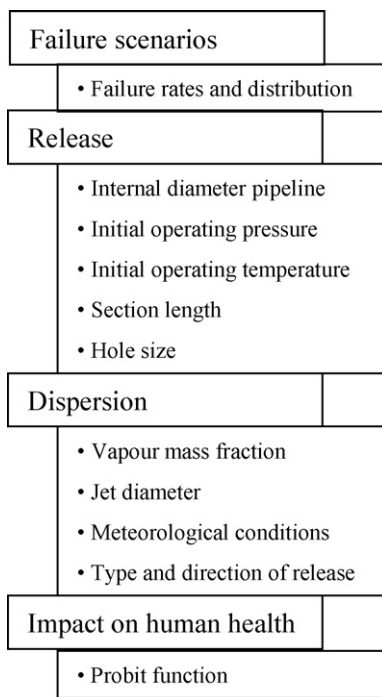 Failure scenarios
• Failure rates and distribution
Release
• Internal diameter pipeline
• Initial operating pressure
• Initial operating temperature
• Section length
• Hole size
Dispersion
• Vapour mass fraction
• Jet diameter
• Meteorological conditions
• Type and direction of release
Impact on human health
• Probit function